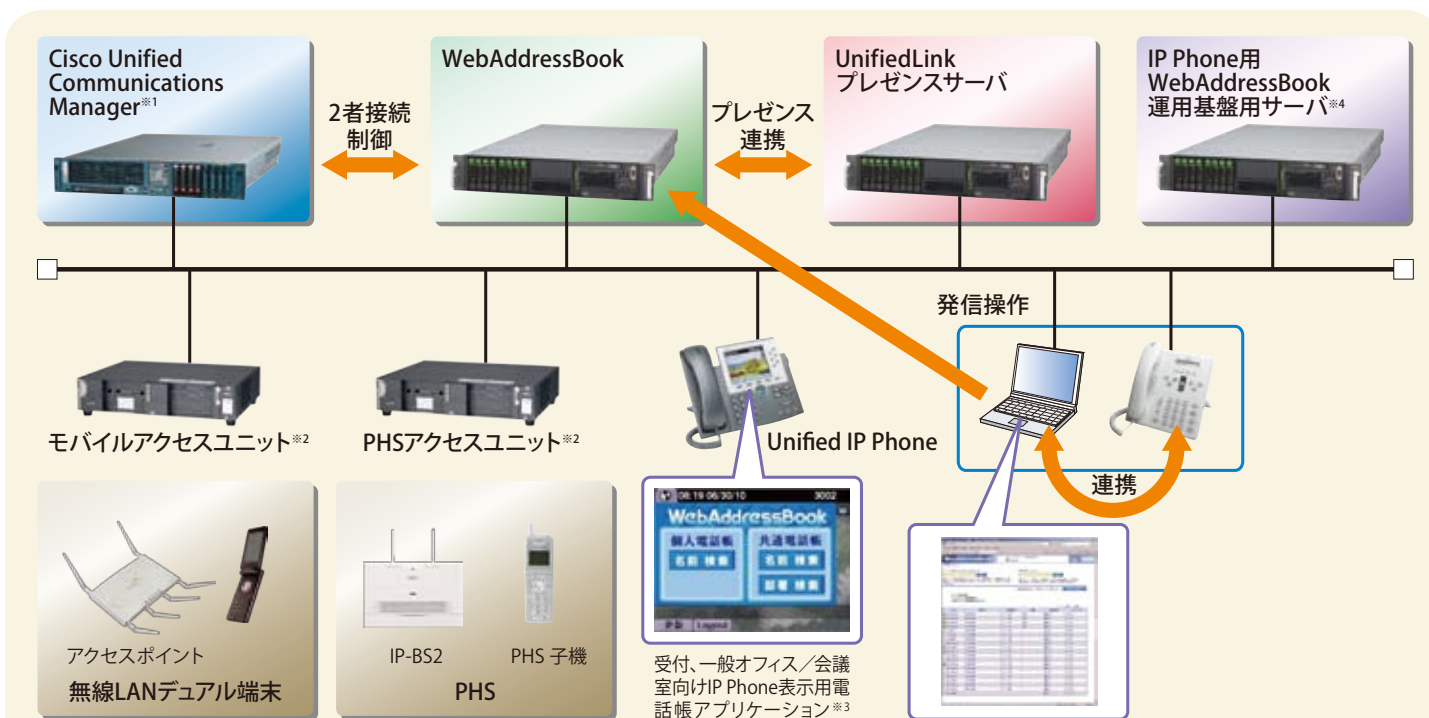 Cisco Unified
Communications
Manager※1
2者接続
制御
WebAddressBook
プレゼンス
連携
UnifiedLink
プレゼンスサーバ
IP Phone用
WebAddressBook
運用基盤用サーバ※4
発信操作
モバイルアクセスユニット※2
PHSアクセスユニット※2
Unified IP Phone
連携
08:19 06/30/10 3002
WebAddressBook
個人電話帳 共通電話帳
名前 検索 名前 検索
部署 検索
Logout
アクセスポイント
無線LANデュアル端末
IP-BS2
PHS 子機
PHS
受付、一般オフィス／会議
室向けIP Phone表示用電
話帳アプリケーション※3